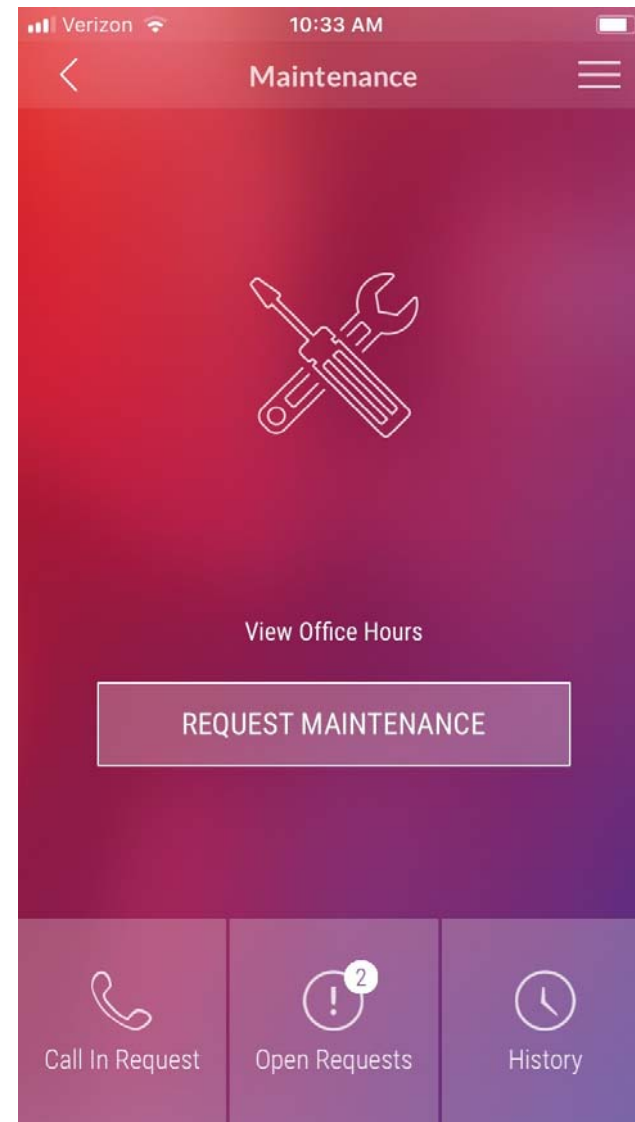 Verizon 10:33 AM
Maintenance
View Office Hours
REQUEST MAINTENANCE
2
Call In Request Open Requests History